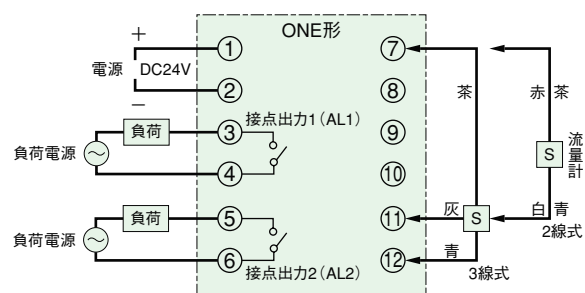 ONE形
+
電源 DC24V
−
① ⑦
② ⑧
負荷 ③ 接点出力1(AL1) ⑨
負荷電源 ④ ⑩
負荷 ⑤ ⑪
負荷電源 ⑥ 接点出力2(AL2) ⑫
茶 赤 茶
S 流量計
灰 S 白 青
青 2線式
3線式